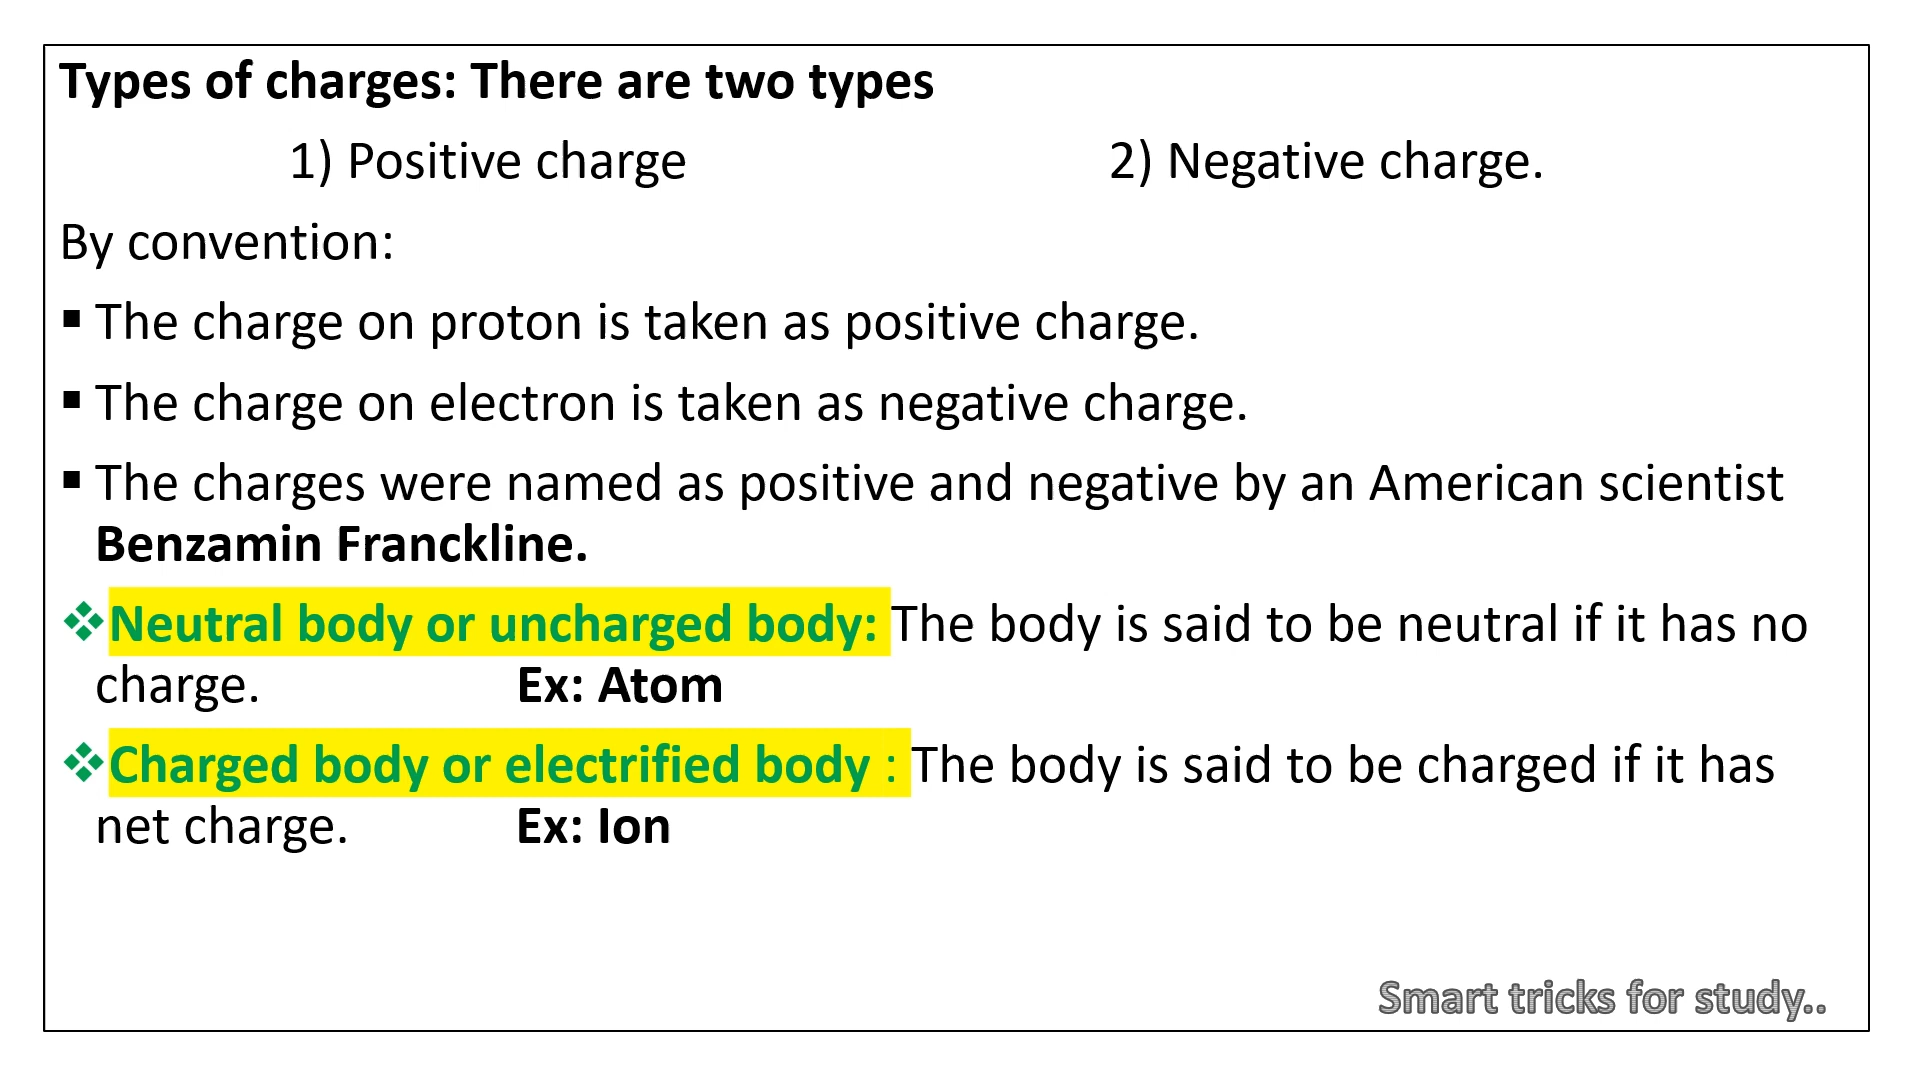 Types of charges: There are two types
1) Positive charge 2) Negative charge.
By convention:
▪ The charge on proton is taken as positive charge.
▪ The charge on electron is taken as negative charge.
▪ The charges were named as positive and negative by an American scientist
Benzamin Franckline.
❖Neutral body or uncharged body: The body is said to be neutral if it has no
charge. Ex: Atom
❖Charged body or electrified body : The body is said to be charged if it has
net charge. Ex: Ion
Smart tricks for study..